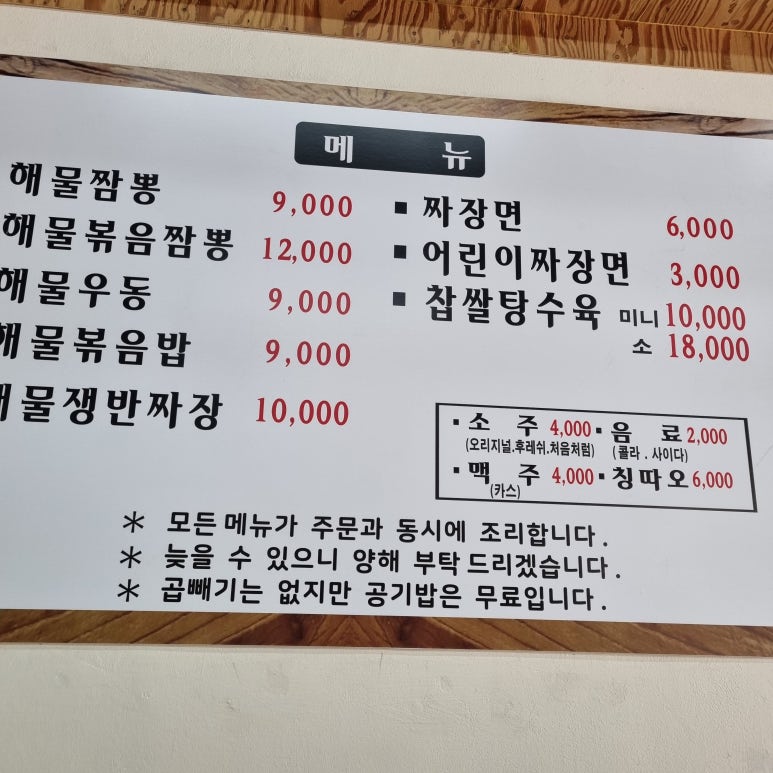 메 뉴
해물짬뽕 9,000
해물볶음짬뽕 12,000
해물우동 9,000
해물볶음밥 9,000
해물쟁반짜장 10,000
▪ 짜장면 6,000
▪ 어린이짜장면 3,000
▪ 찹쌀탕수육 미니 10,000
소 18,000
▪ 소 주 4,000 ▪ 음 료 2,000
(오리지널.후레쉬.처음처럼) (콜라 . 사이다)
▪ 맥 주 4,000 ▪ 칭따오 6,000
(카스)
* 모든 메뉴가 주문과 동시에 조리합니다.
* 늦을 수 있으니 양해 부탁 드리겠습니다.
* 곱빼기는 없지만 공기밥은 무료입니다.